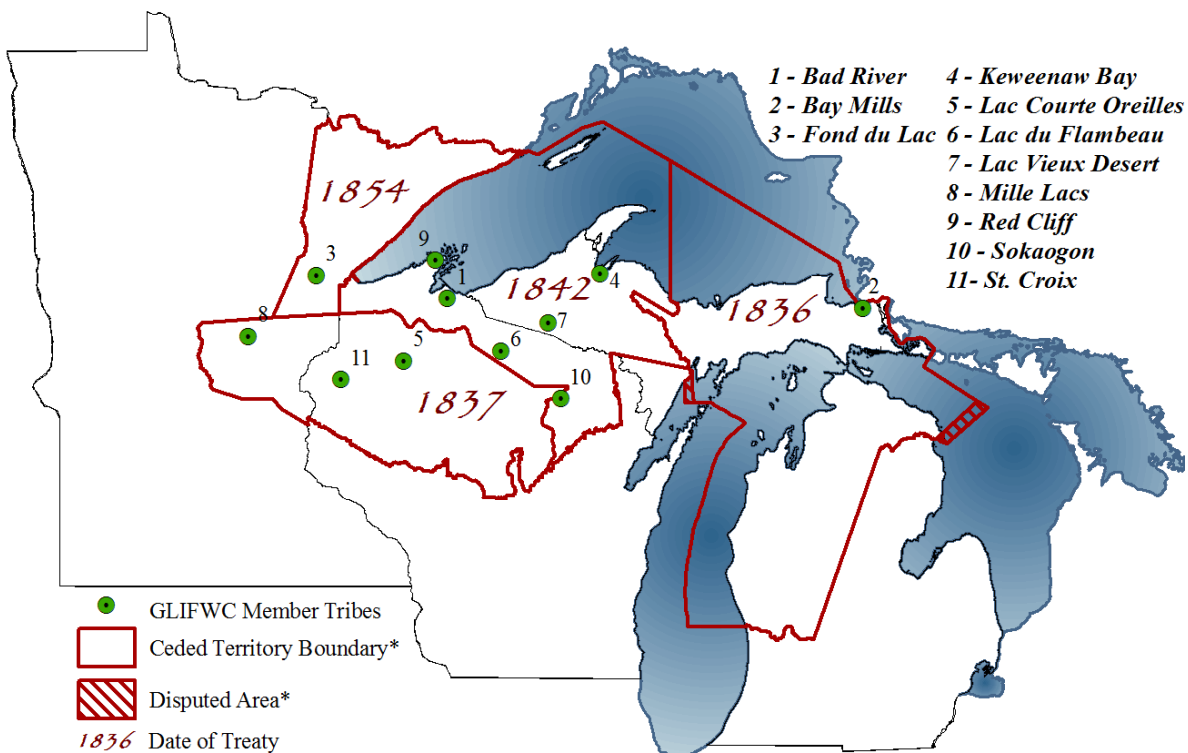 1 - Bad River
2 - Bay Mills
3 - Fond du Lac
4 - Keweenaw Bay
5 - Lac Courte Oreilles
6 - Lac du Flambeau
7 - Lac Vieux Desert
8 - Mille Lacs
9 - Red Cliff
10 - Sokaogon
11- St. Croix
1854
9
3
1
1842
4
2
1836
8
7
5
6
11
10
1837
GLIFWC Member Tribes
Ceded Territory Boundary*
Disputed Area*
1836 Date of Treaty